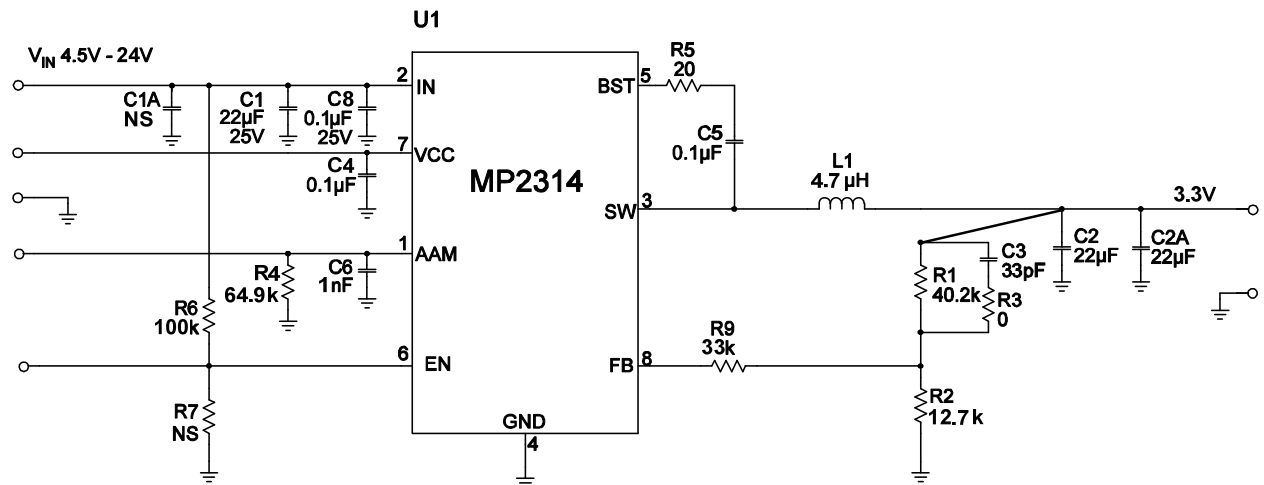 U1
VIN 4.5V - 24V
2
IN
C1A
NS
C1
22µF
25V
C8
0.1µF
25V
7
VCC
C4
0.1µF
1
AAM
R4
64.9k
C6
1nF
R6
100k
6
EN
R7
NS
MP2314
GND
4
BST
5
R5
20
C5
0.1µF
SW
3
L1
4.7 µH
3.3V
C3
33pF
R1
40.2k
R3
0
C2
22µF
C2A
22µF
FB
8
R9
33k
R2
12.7k